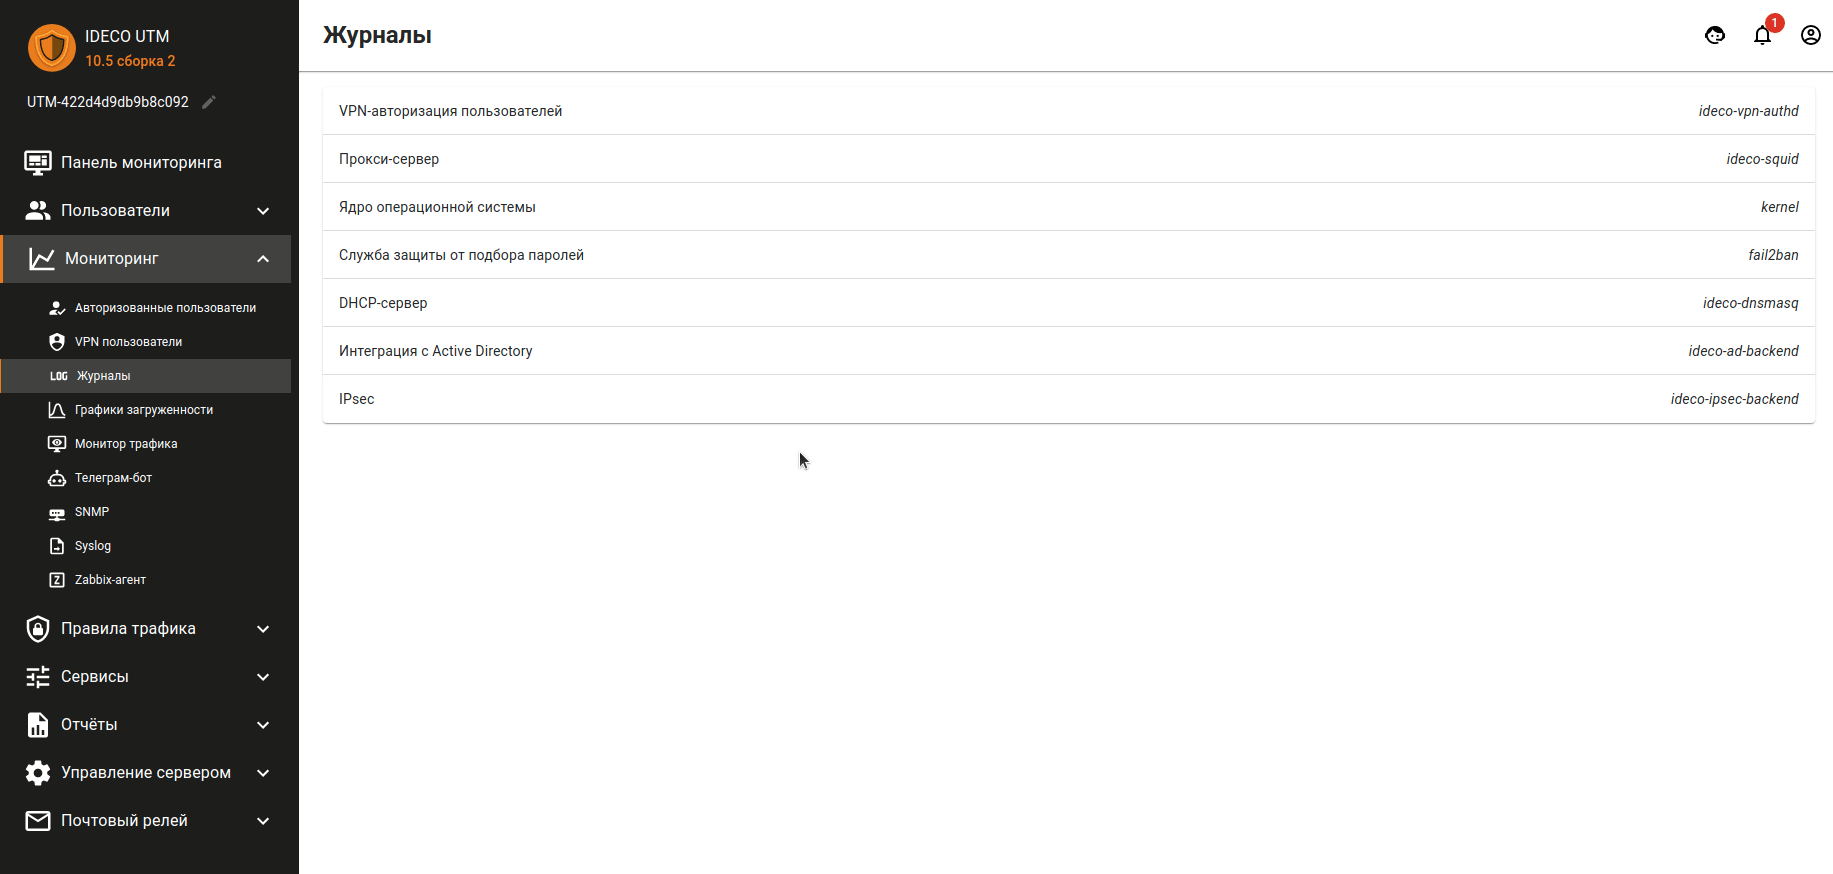 IDECO UTM
10.5 сборка 2
UTM-422d4d9db9b8c092
Панель мониторинга
Пользователи
Мониторинг
Авторизованные пользователи
VPN пользователи
LOG Журналы
Графики загруженности
Монитор трафика
Телеграм-бот
SNMP
Syslog
Z Zabbix-агент
Правила трафика
Сервисы
Отчёты
Управление сервером
Почтовый релей
Журналы
1
VPN-авторизация пользователей ideco-vpn-authd
Прокси-сервер ideco-squid
Ядро операционной системы kernel
Служба защиты от подбора паролей fail2ban
DHCP-сервер ideco-dnsmasq
Интеграция с Active Directory ideco-ad-backend
IPsec ideco-ipsec-backend